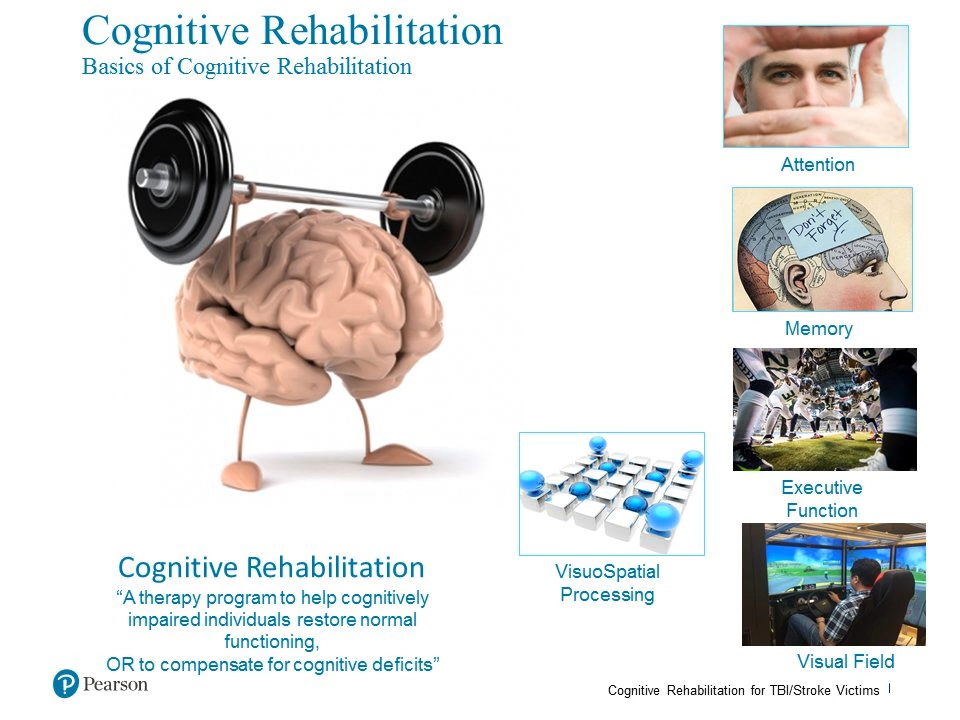 Cognitive Rehabilitation
Basics of Cognitive Rehabilitation
Attention
Don't
Forget
Memory
Executive
Function
VisuoSpatial
Processing
Visual Field
Cognitive Rehabilitation
“A therapy program to help cognitively
impaired individuals restore normal
functioning,
OR to compensate for cognitive deficits”
Pearson
Cognitive Rehabilitation for TBI/Stroke Victims